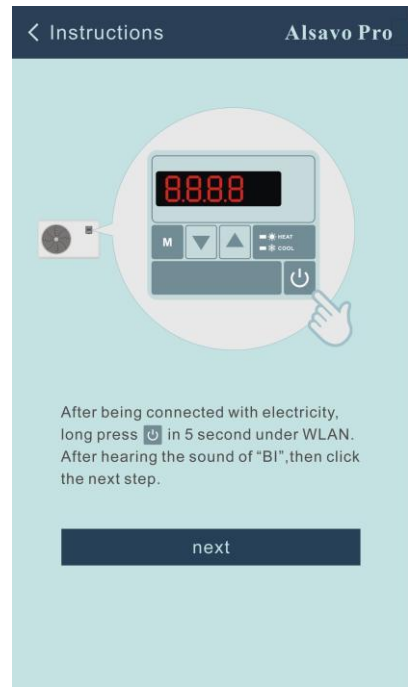 Instructions
Alsavo Pro
8.8.8.8
M
HEAT
COOL
After being connected with electricity,
long press in 5 second under WLAN.
After hearing the sound of “BI”,then click
the next step.
next